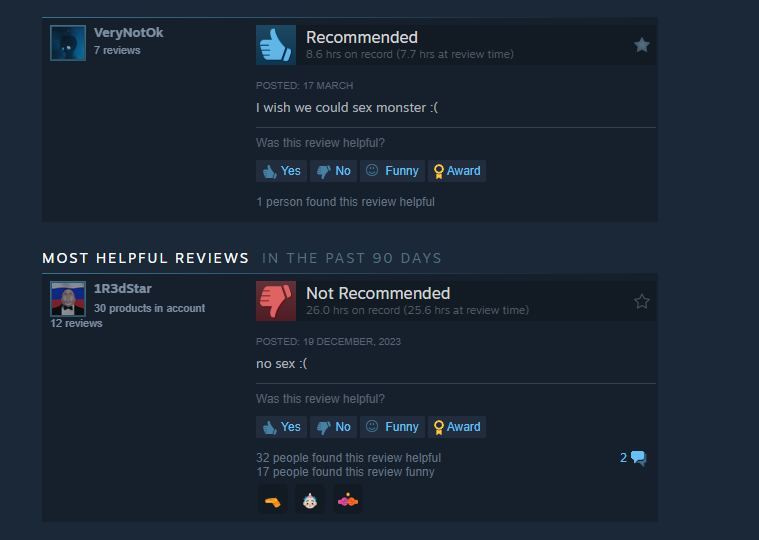 VeryNotOk
7 reviews
Recommended
8.6 hrs on record (7.7 hrs at review time)
POSTED: 17 MARCH
I wish we could sex monster :(
Was this review helpful?
Yes No Funny Award
1 person found this review helpful
MOST HELPFUL REVIEWS IN THE PAST 90 DAYS
1R3dStar
30 products in account
12 reviews
Not Recommended
26.0 hrs on record (25.6 hrs at review time)
POSTED: 19 DECEMBER, 2023
no sex :(
Was this review helpful?
Yes No Funny Award
32 people found this review helpful
17 people found this review funny
2